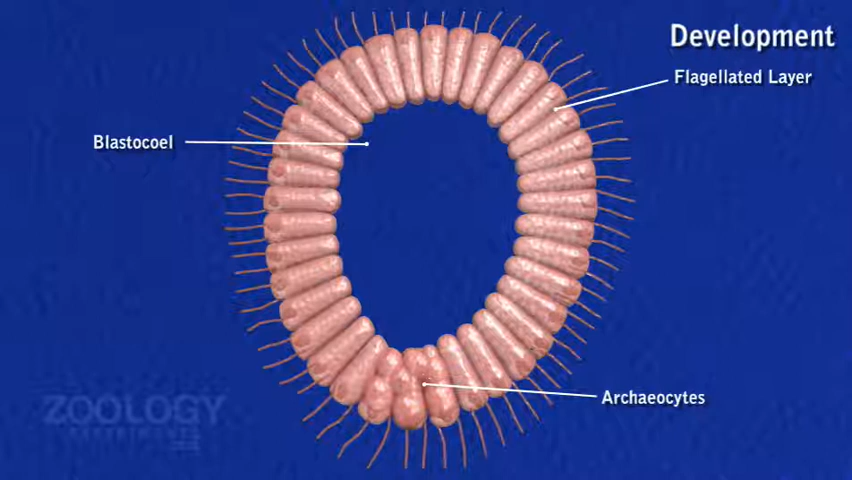 Development
Flagellated Layer
Blastocoel
Archaeocytes
ZOOLOGY